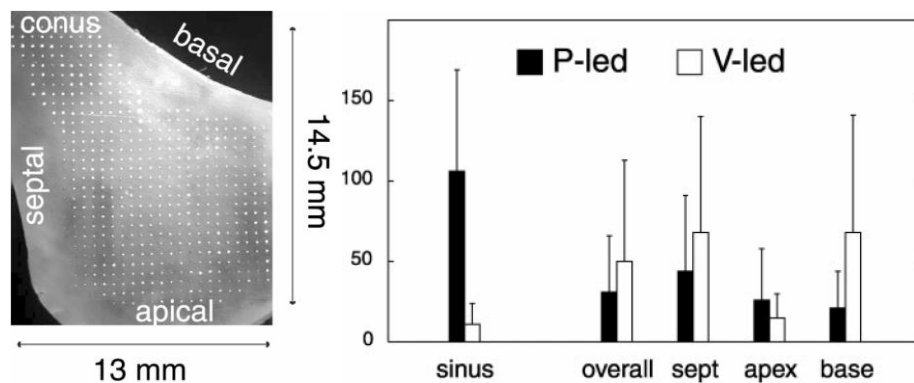 conus
basal
septal
apical
14.5 mm
13 mm
P-led
V-led
150
100
50
0
sinus
overall
sept
apex
base